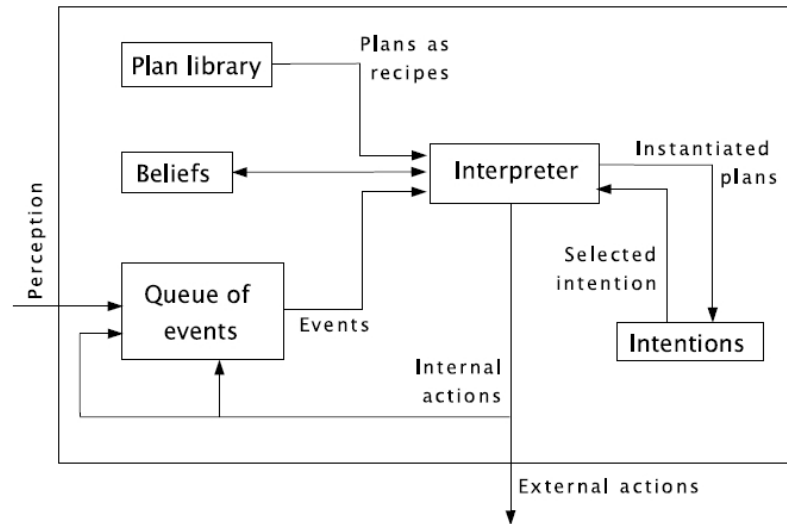 Plan library
Plans as
recipes
Beliefs
Interpreter
Instantiated
plans
Perception
Queue of
events
Events
Selected
intention
Intentions
Internal
actions
External actions